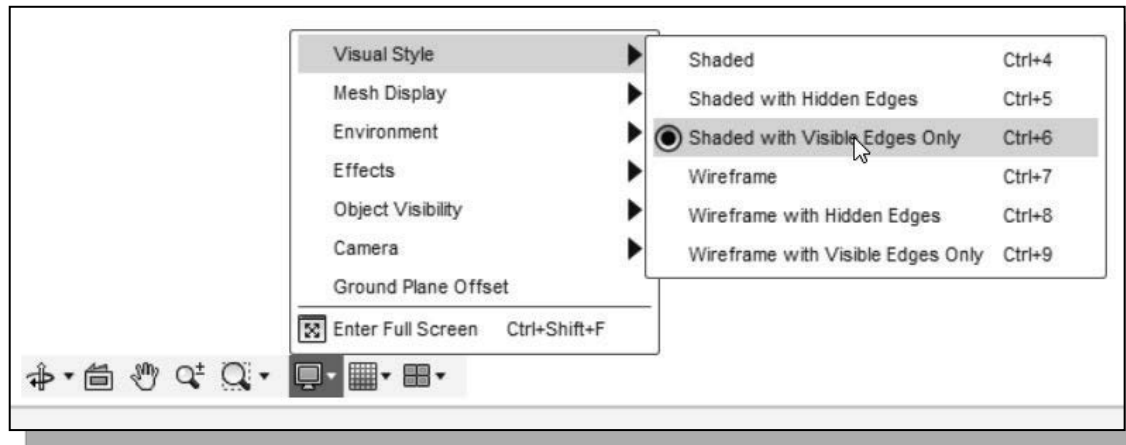 Visual Style
Mesh Display
Environment
Effects
Object Visibility
Camera
Ground Plane Offset
Enter Full Screen Ctrl+Shift+F
Shaded Ctrl+4
Shaded with Hidden Edges Ctrl+5
Shaded with Visible Edges Only Ctrl+6
Wireframe Ctrl+7
Wireframe with Hidden Edges Ctrl+8
Wireframe with Visible Edges Only Ctrl+9